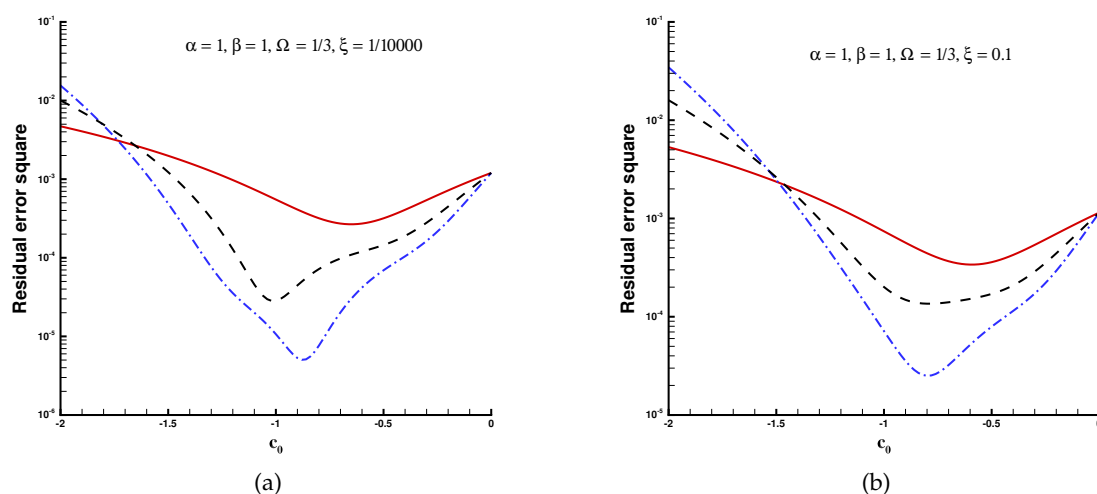 α = 1, β = 1, Ω = 1/3, ξ = 1/10000
Residual error square
10⁻¹
10⁻²
10⁻³
10⁻⁴
10⁻⁵
10⁻⁶
-2 -1.5 -1 -0.5 0
c₀
(a)
α = 1, β = 1, Ω = 1/3, ξ = 0.1
Residual error square
10⁻¹
10⁻²
10⁻³
10⁻⁴
10⁻⁵
-2 -1.5 -1 -0.5 0
c₀
(b)